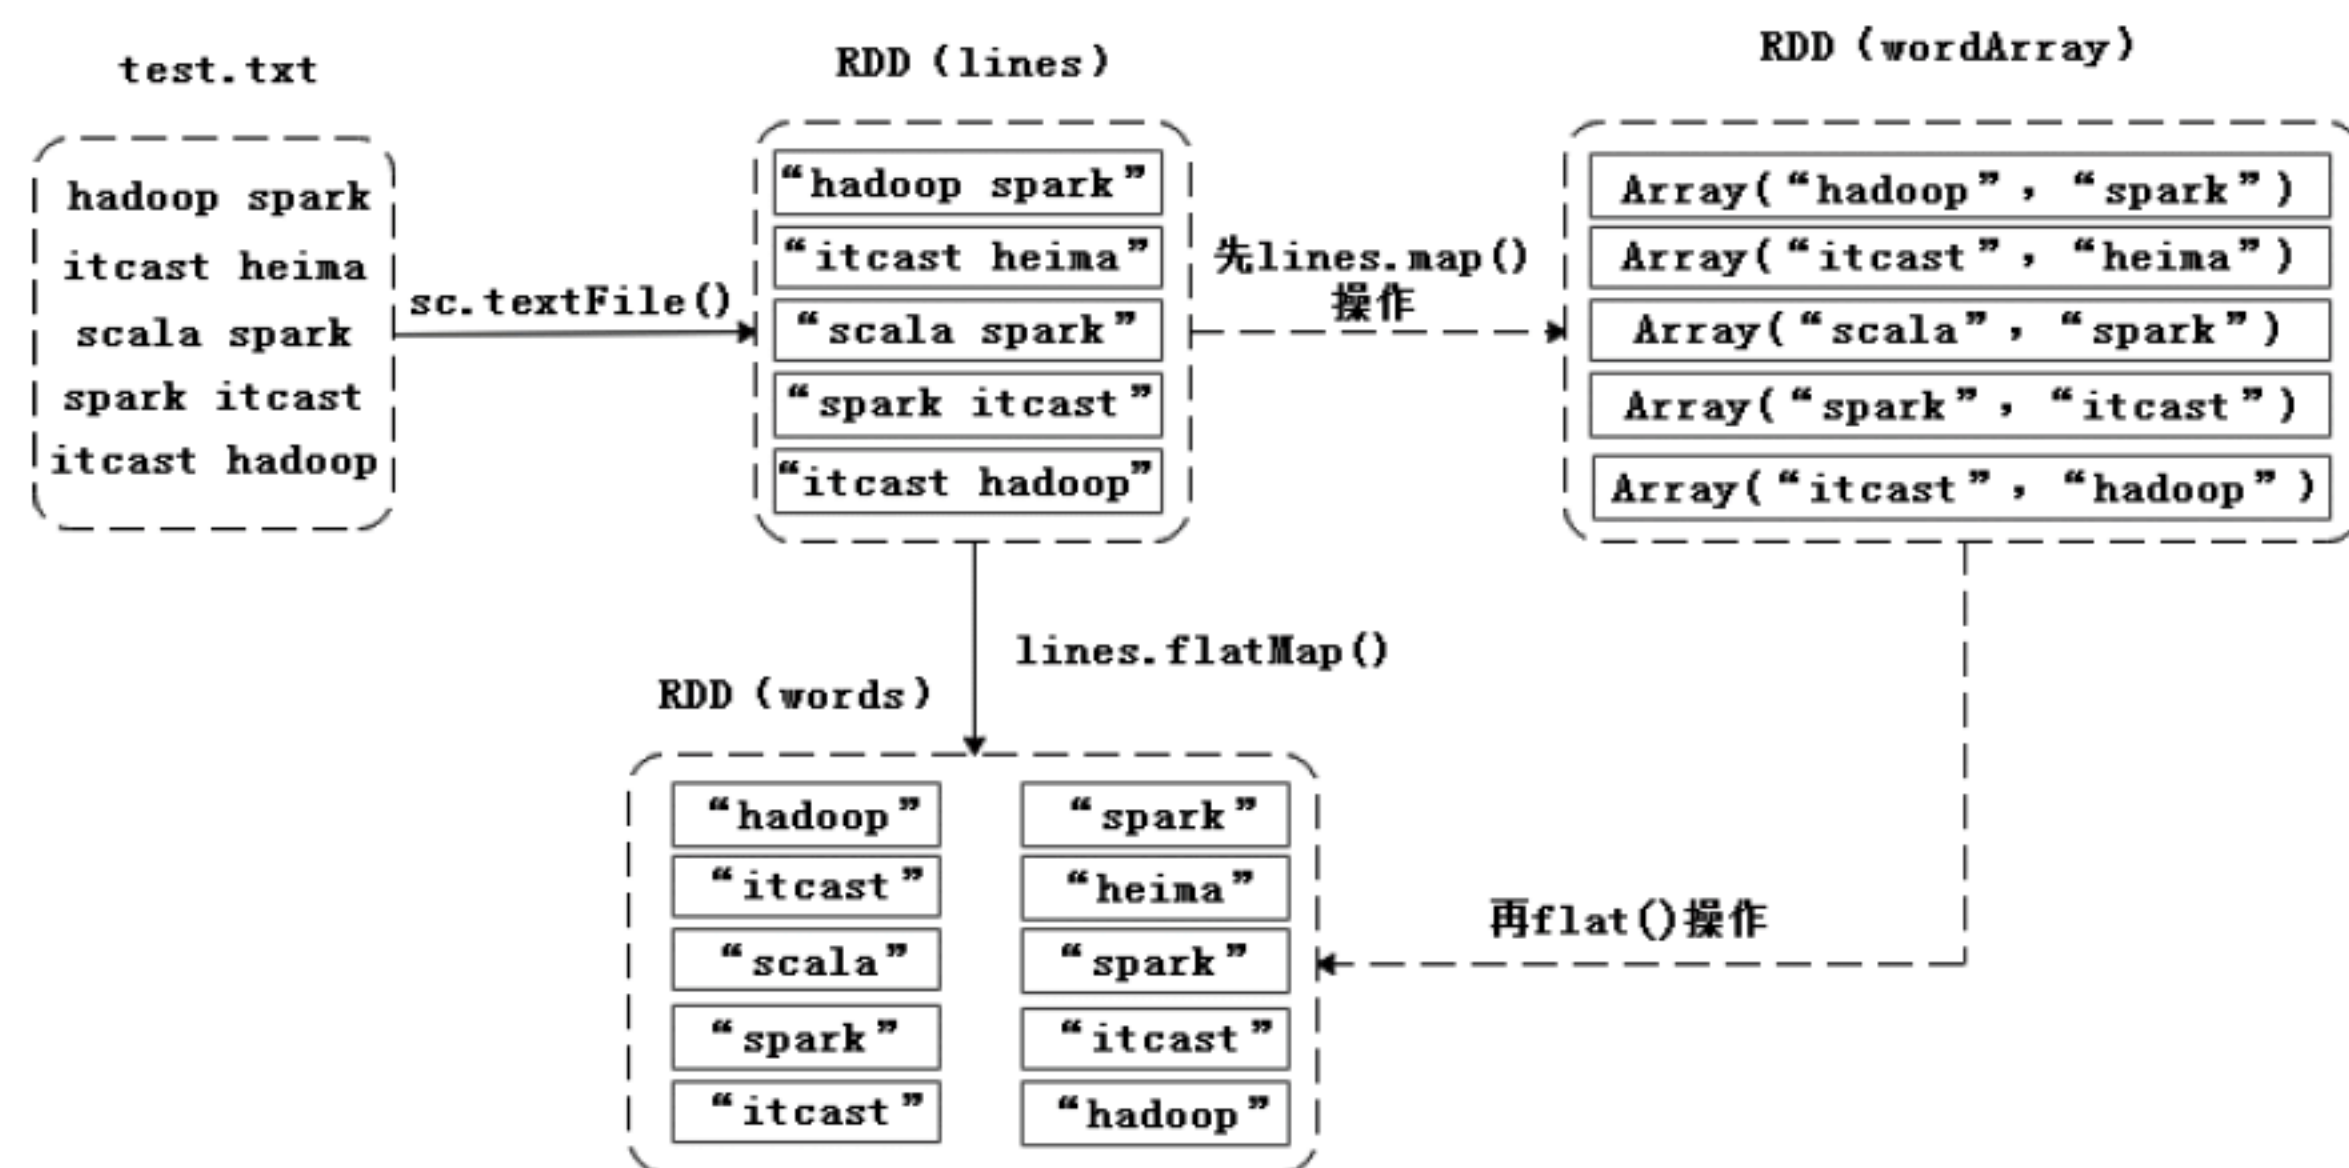 test.txt
hadoop spark
itcast heima
scala spark
spark itcast
itcast hadoop
sc.textFile()
RDD（lines）
“hadoop spark”
“itcast heima”
“scala spark”
“spark itcast”
“itcast hadoop”
先lines.map()
操作
RDD（wordArray）
Array(“hadoop”，“spark”)
Array(“itcast”，“heima”)
Array(“scala”，“spark”)
Array(“spark”，“itcast”)
Array(“itcast”，“hadoop”)
lines.flatMap()
RDD（words）
“hadoop” “spark”
“itcast” “heima”
“scala” “spark”
“spark” “itcast”
“itcast” “hadoop”
再flat()操作